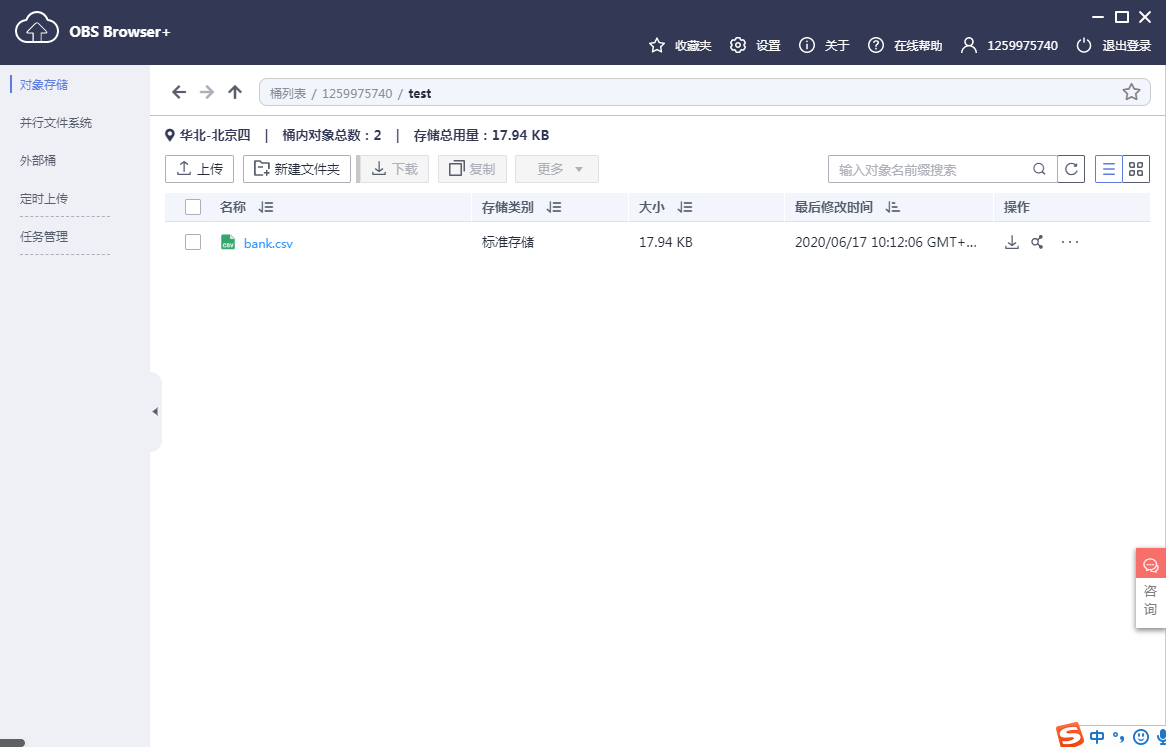 OBS Browser+
收藏夹 设置 关于 在线帮助 1259975740 退出登录
对象存储
并行文件系统
外部桶
定时上传
任务管理
桶列表 / 1259975740 / test
华北-北京四 | 桶内对象总数：2 | 存储总用量：17.94 KB
上传 新建文件夹 下载 复制 更多 输入对象名前缀搜索
名称 存储类别 大小 最后修改时间 操作
CSV bank.csv 标准存储 17.94 KB 2020/06/17 10:12:06 GMT+... ...
咨
询
S 中